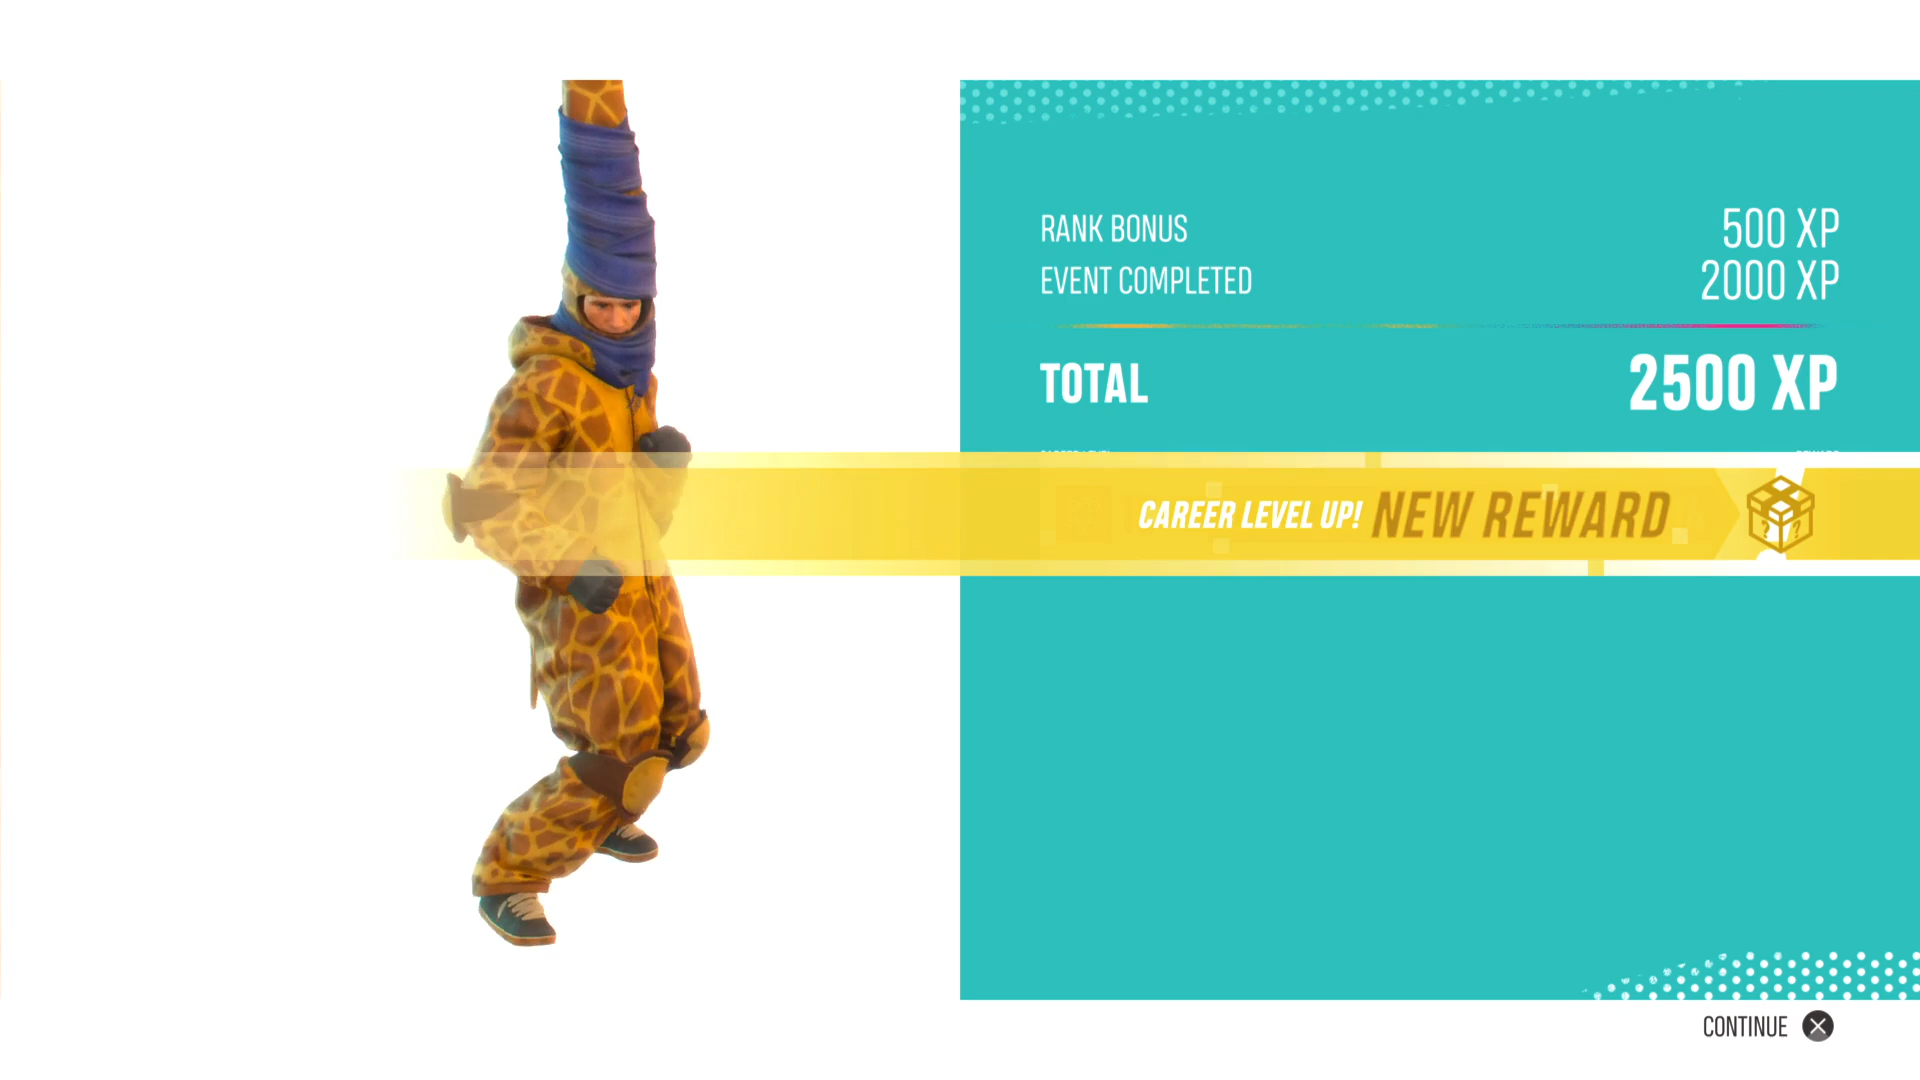 RANK BONUS 500 XP
EVENT COMPLETED 2000 XP
TOTAL 2500 XP
CAREER LEVEL UP! NEW REWARD
CONTINUE